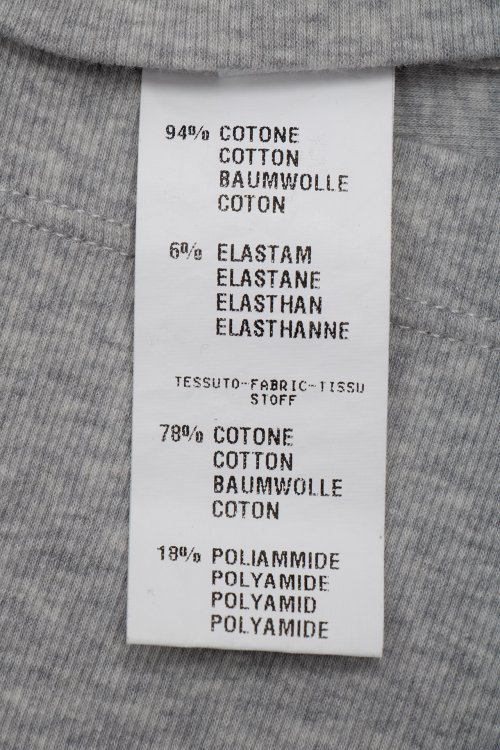 94% COTONE
COTTON
BAUMWOLLE
COTON
6% ELASTAM
ELASTANE
ELASTHAN
ELASTHANNE
TESSUTO-FABRIC-TISSU
STOFF
78% COTONE
COTTON
BAUMWOLLE
COTON
18% POLIAMMIDE
POLYAMIDE
POLYAMID
POLYAMIDE